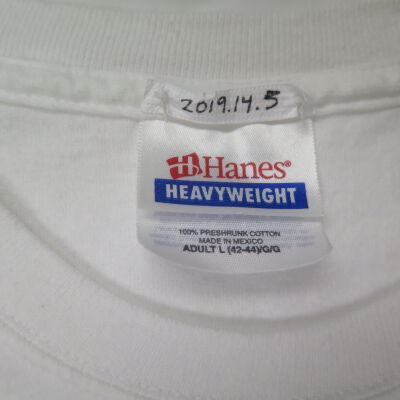 2019.14.5
Hanes®
HEAVYWEIGHT
100% PRESHRUNK COTTON
MADE IN MEXICO
ADULT L (42-44)/G/G